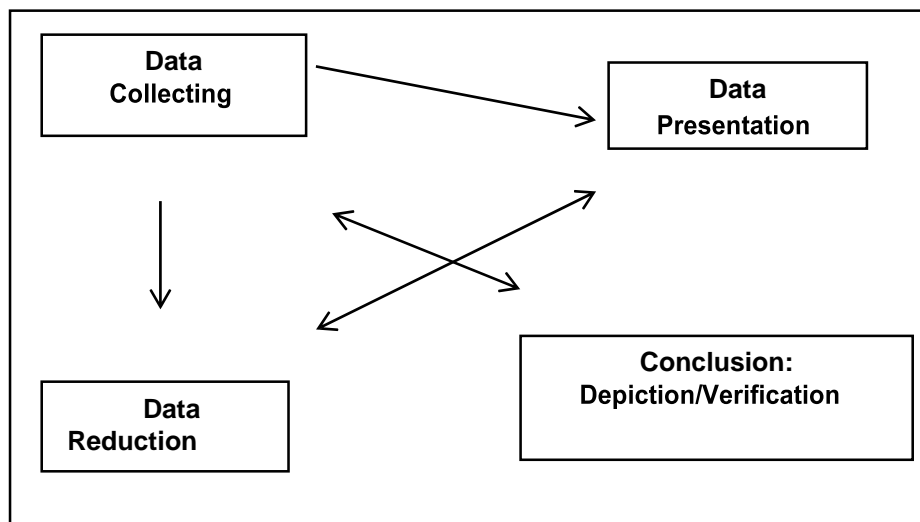 Data
Collecting
Data
Presentation
Data
Reduction
Conclusion:
Depiction/Verification